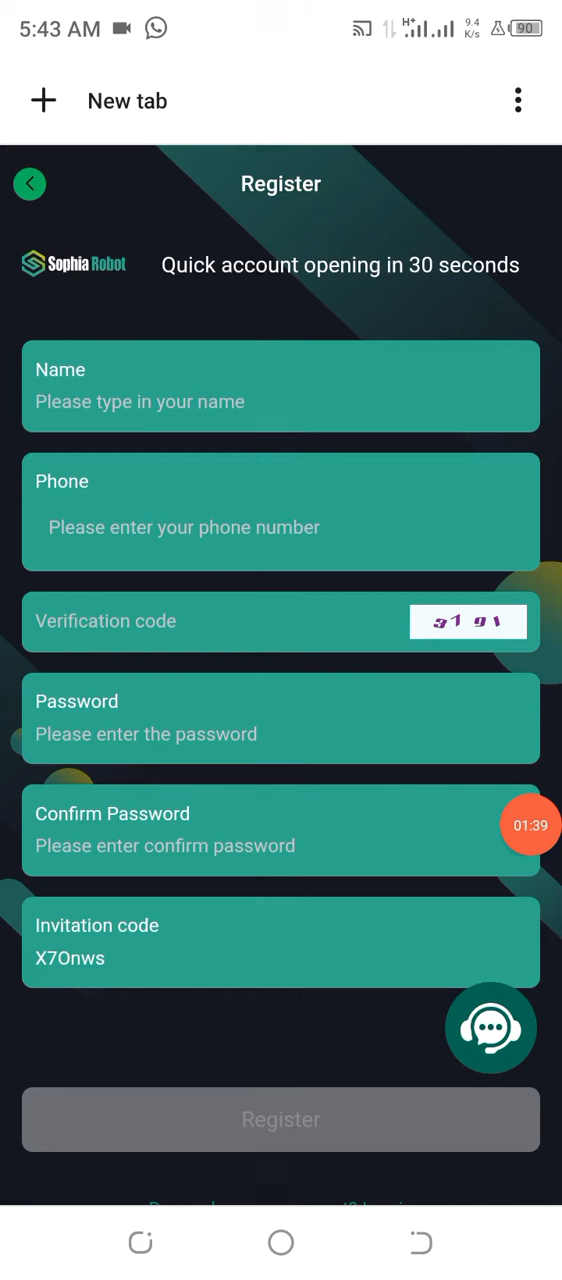 5:43 AM
H+
9.4
K/s
90
New tab
Register
Sophia Robot
Quick account opening in 30 seconds
Name
Please type in your name
Phone
Please enter your phone number
Verification code
a1 91
Password
Please enter the password
Confirm Password
Please enter confirm password
01:39
Invitation code
X7Onws
Register